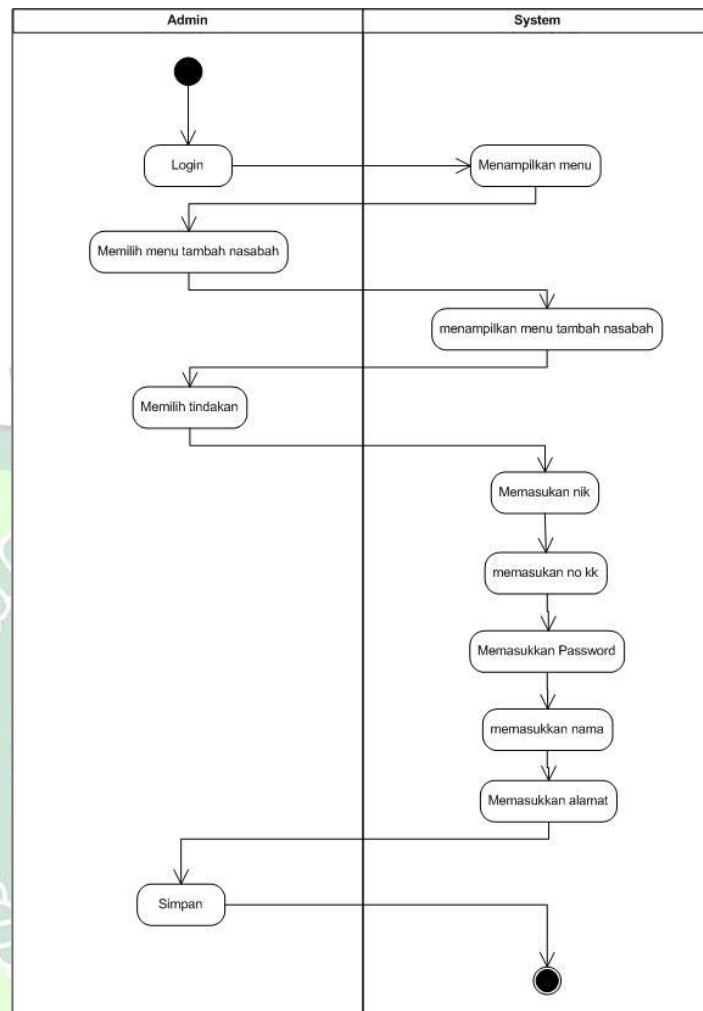 Admin
System
Login
Menampilkan menu
Memilih menu tambah nasabah
menampilkan menu tambah nasabah
Memilih tindakan
Memasukan nik
memasukan no kk
Memasukkan Password
memasukkan nama
Memasukkan alamat
Simpan